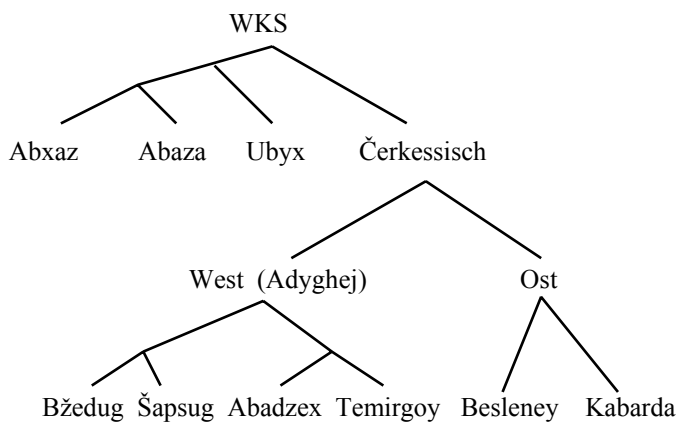 WKS
Abxaz Abaza Ubyx Čerkessisch
West (Adyghej) Ost
Bžedug Šapsug Abadzex Temirgoy Besleney Kabarda